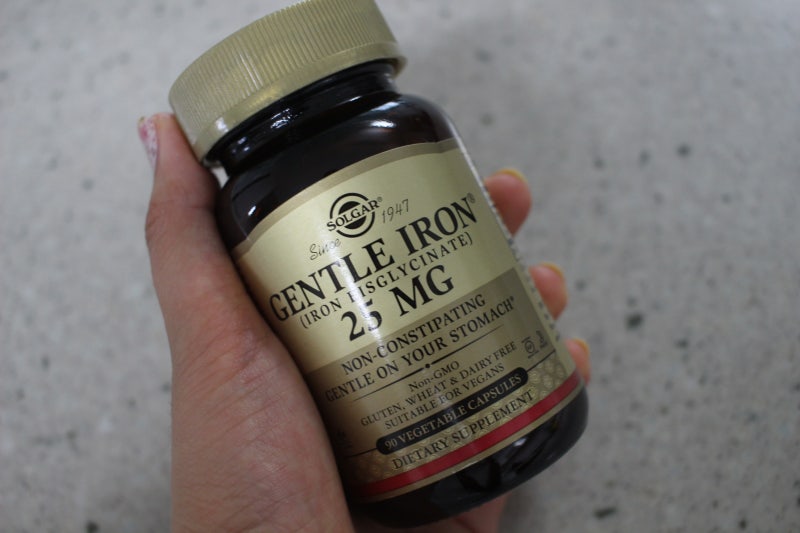 SOLGAR®
Since 1947
GENTLE IRON®
(IRON BISGLYCINATE)
25 MG
NON-CONSTIPATING
GENTLE ON YOUR STOMACH*
Non-GMO
GLUTEN, WHEAT & DAIRY FREE
SUITABLE FOR VEGANS
90 VEGETABLE CAPSULES
DIETARY SUPPLEMENT